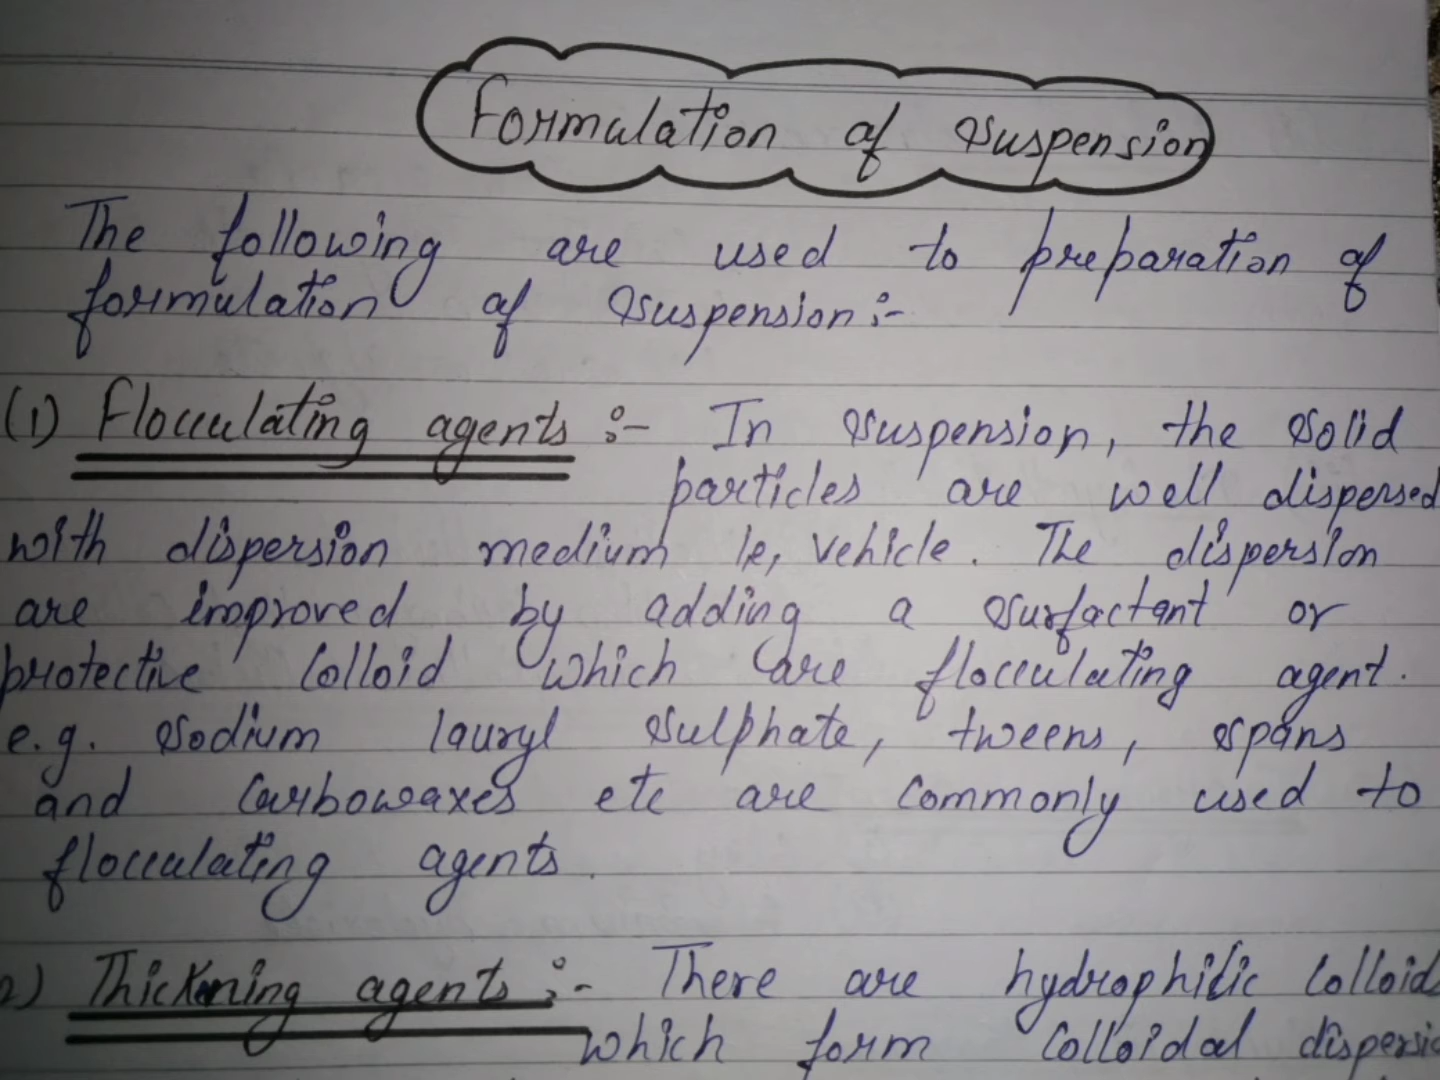 Formulation of Suspension
The following are used to preparation of
formulation of Suspension :-
(1) Flocculating agents :- In suspension, the solid
particles are well dispersed
with dispersion medium ie, vehicle. The dispersion
are improved by adding a surfactant or
protective colloid which are flocculating agent.
e.g. Sodium lauryl sulphate, tweens, spans
and carbowaxes etc are commonly used to
flocculating agents.
2) Thickning agents :- There are hydrophilic colloids
which form colloidal dispersio